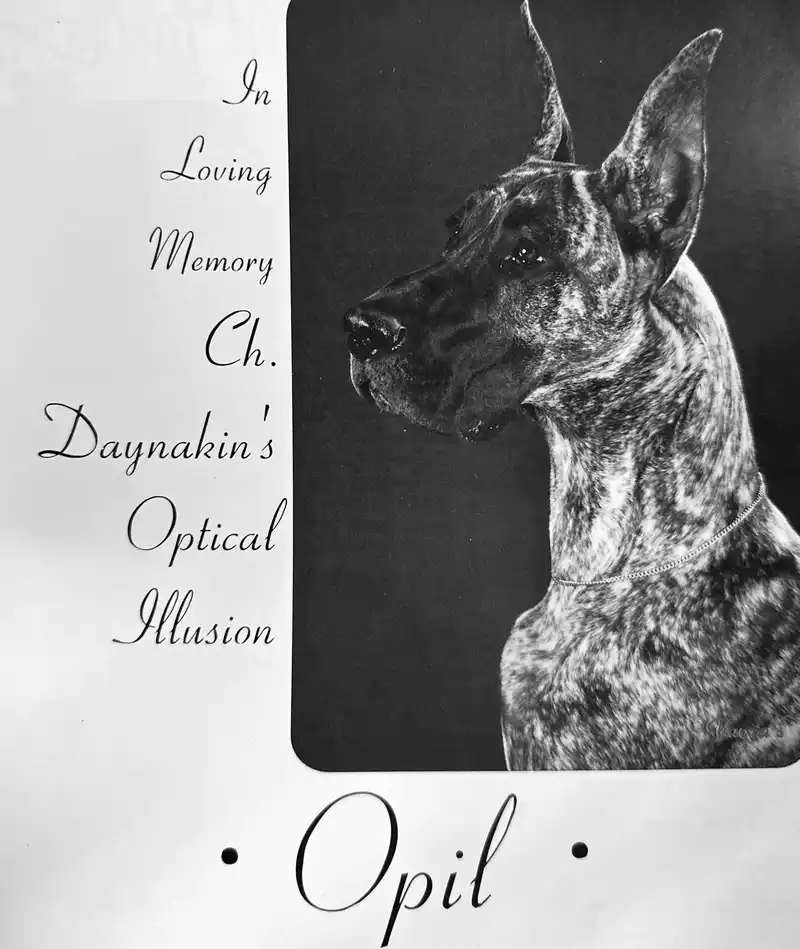 In
Loving
Memory
Ch.
Daynakin's
Optical
Illusion
• Opil •